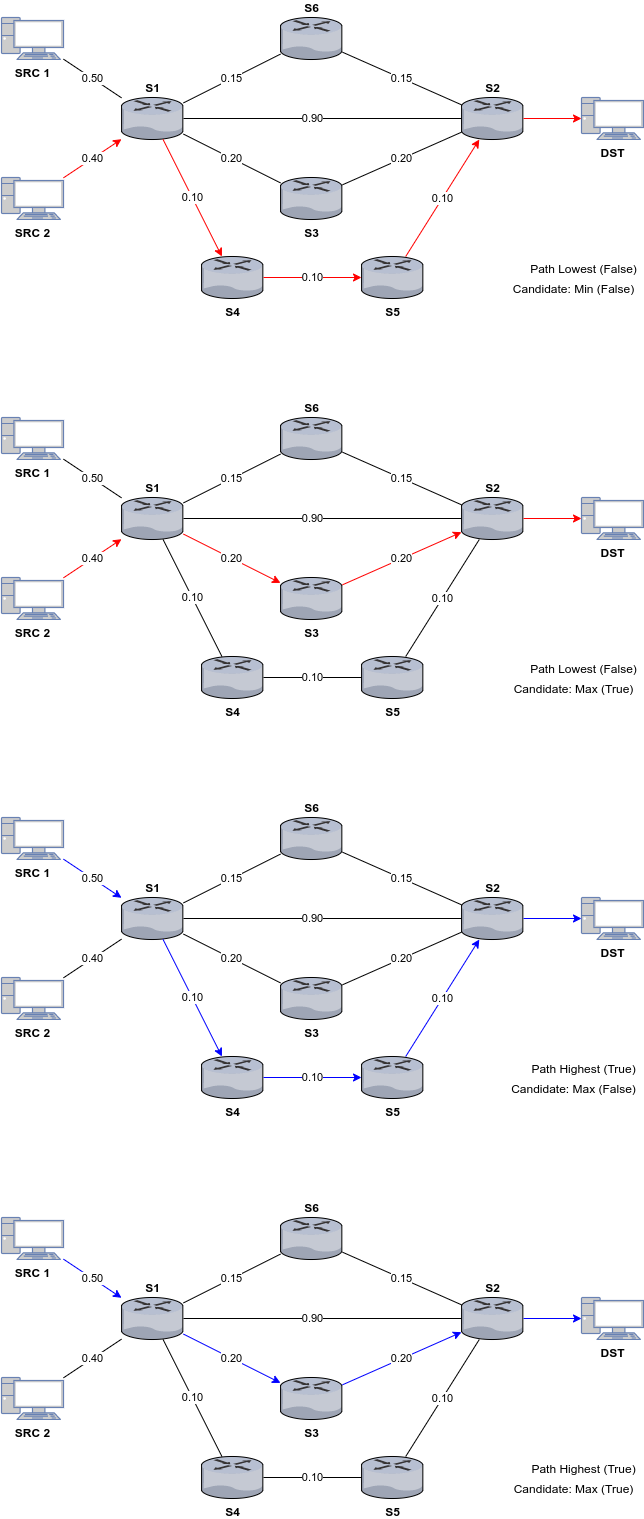 S6
SRC 1
0.50
0.15
0.15
S1
S2
0.90
DST
0.40
0.20
0.20
SRC 2
S3
0.10
0.10
0.10
S4
S5
Path Lowest (False)
Candidate: Min (False)
S6
SRC 1
0.50
0.15
0.15
S1
S2
0.90
DST
0.40
0.20
0.20
SRC 2
S3
0.10
0.10
0.10
S4
S5
Path Lowest (False)
Candidate: Max (True)
S6
SRC 1
0.50
0.15
0.15
S1
S2
0.90
DST
0.40
0.20
0.20
SRC 2
S3
0.10
0.10
0.10
S4
S5
Path Highest (True)
Candidate: Max (False)
S6
SRC 1
0.50
0.15
0.15
S1
S2
0.90
DST
0.40
0.20
0.20
SRC 2
S3
0.10
0.10
0.10
S4
S5
Path Highest (True)
Candidate: Max (True)